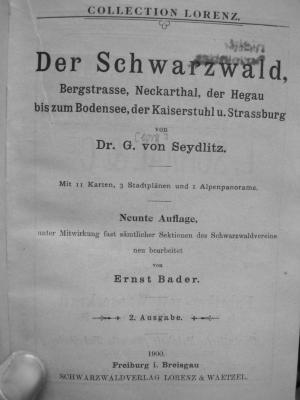 COLLECTION LORENZ.
Der Schwarzwald,
Bergstrasse, Neckarthal, der Hegau
bis zum Bodensee, der Kaiserstuhl u. Strassburg
von
Dr. G. von Seydlitz.
Mit 11 Karten, 3 Stadtplänen und 1 Alpenpanorama.
Neunte Auflage,
unter Mitwirkung fast sämtlicher Sektionen des Schwarzwaldvereins
neu bearbeitet
von
Ernst Bader.
2. Ausgabe.
1900.
Freiburg i. Breisgau
SCHWARZWALDVERLAG LORENZ & WAETZEL.